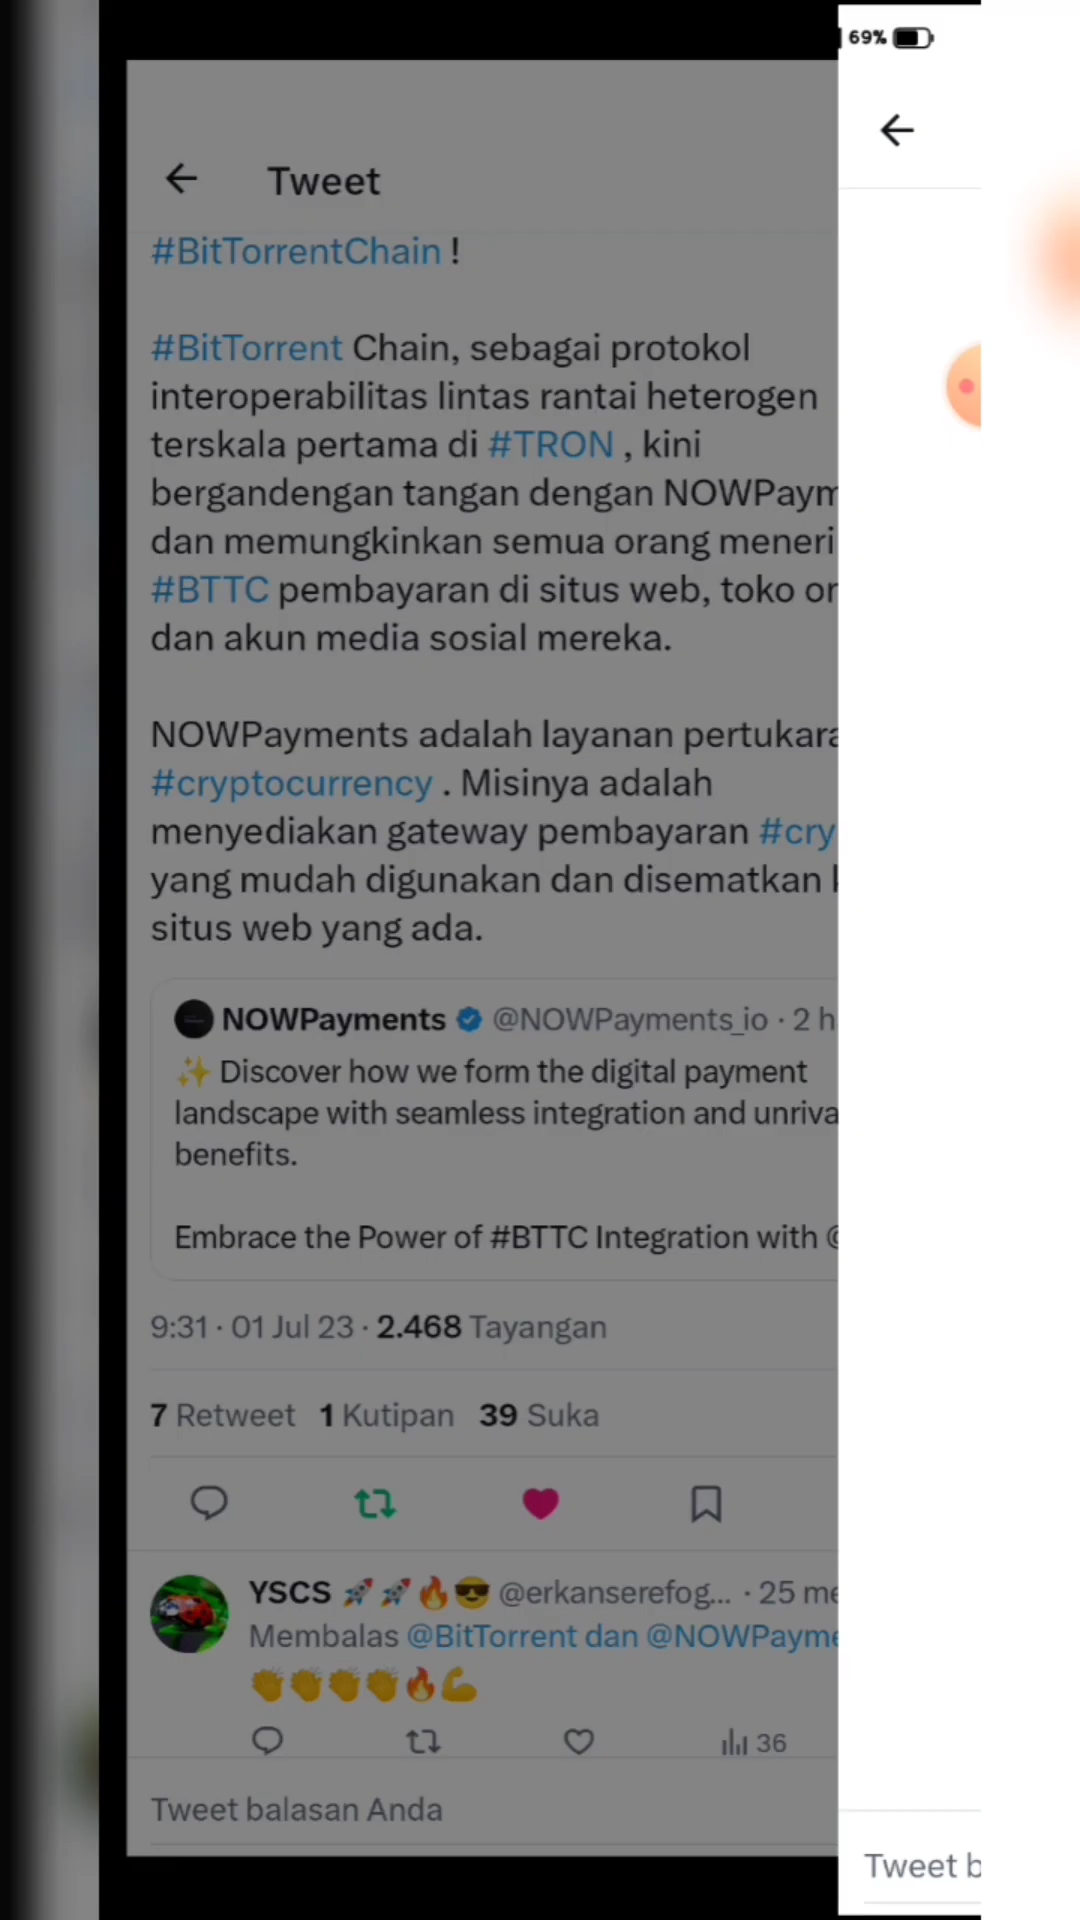 69%
Tweet
#BitTorrentChain !
#BitTorrent Chain, sebagai protokol
interoperabilitas lintas rantai heterogen
terskala pertama di #TRON , kini
bergandengan tangan dengan NOWPaym
dan memungkinkan semua orang meneri
#BTTC pembayaran di situs web, toko or
dan akun media sosial mereka.
NOWPayments adalah layanan pertukara
#cryptocurrency . Misinya adalah
menyediakan gateway pembayaran #cry
yang mudah digunakan dan disematkan
situs web yang ada.
NOWPayments @NOWPayments_io · 2 h
✨ Discover how we form the digital payment
landscape with seamless integration and unriva
benefits.
Embrace the Power of #BTTC Integration with @
9:31 · 01 Jul 23 · 2.468 Tayangan
7 Retweet 1 Kutipan 39 Suka
YSCS 🚀🚀🔥😎 @erkanserefog... · 25 me
Membalas @BitTorrent dan @NOWPayme
👏👏👏👏🔥💪
36
Tweet balasan Anda
Tweet b